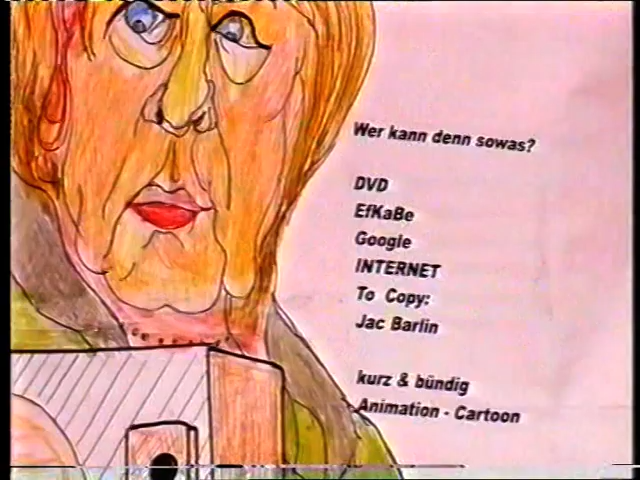 Wer kann denn sowas?
DVD
EfKaBe
Google
INTERNET
To Copy:
Jac Barlin
kurz & bündig
Animation - Cartoon